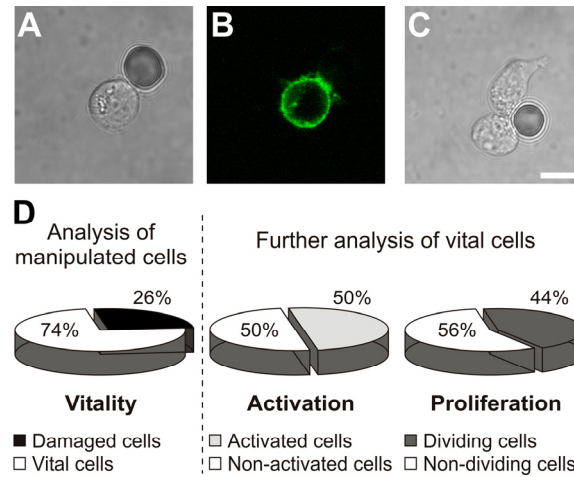 A
B
C
D
Analysis of
manipulated cells
Further analysis of vital cells
26%
74%
50%
50%
44%
56%
Vitality
Activation
Proliferation
Damaged cells
Vital cells
Activated cells
Non-activated cells
Dividing cells
Non-dividing cells